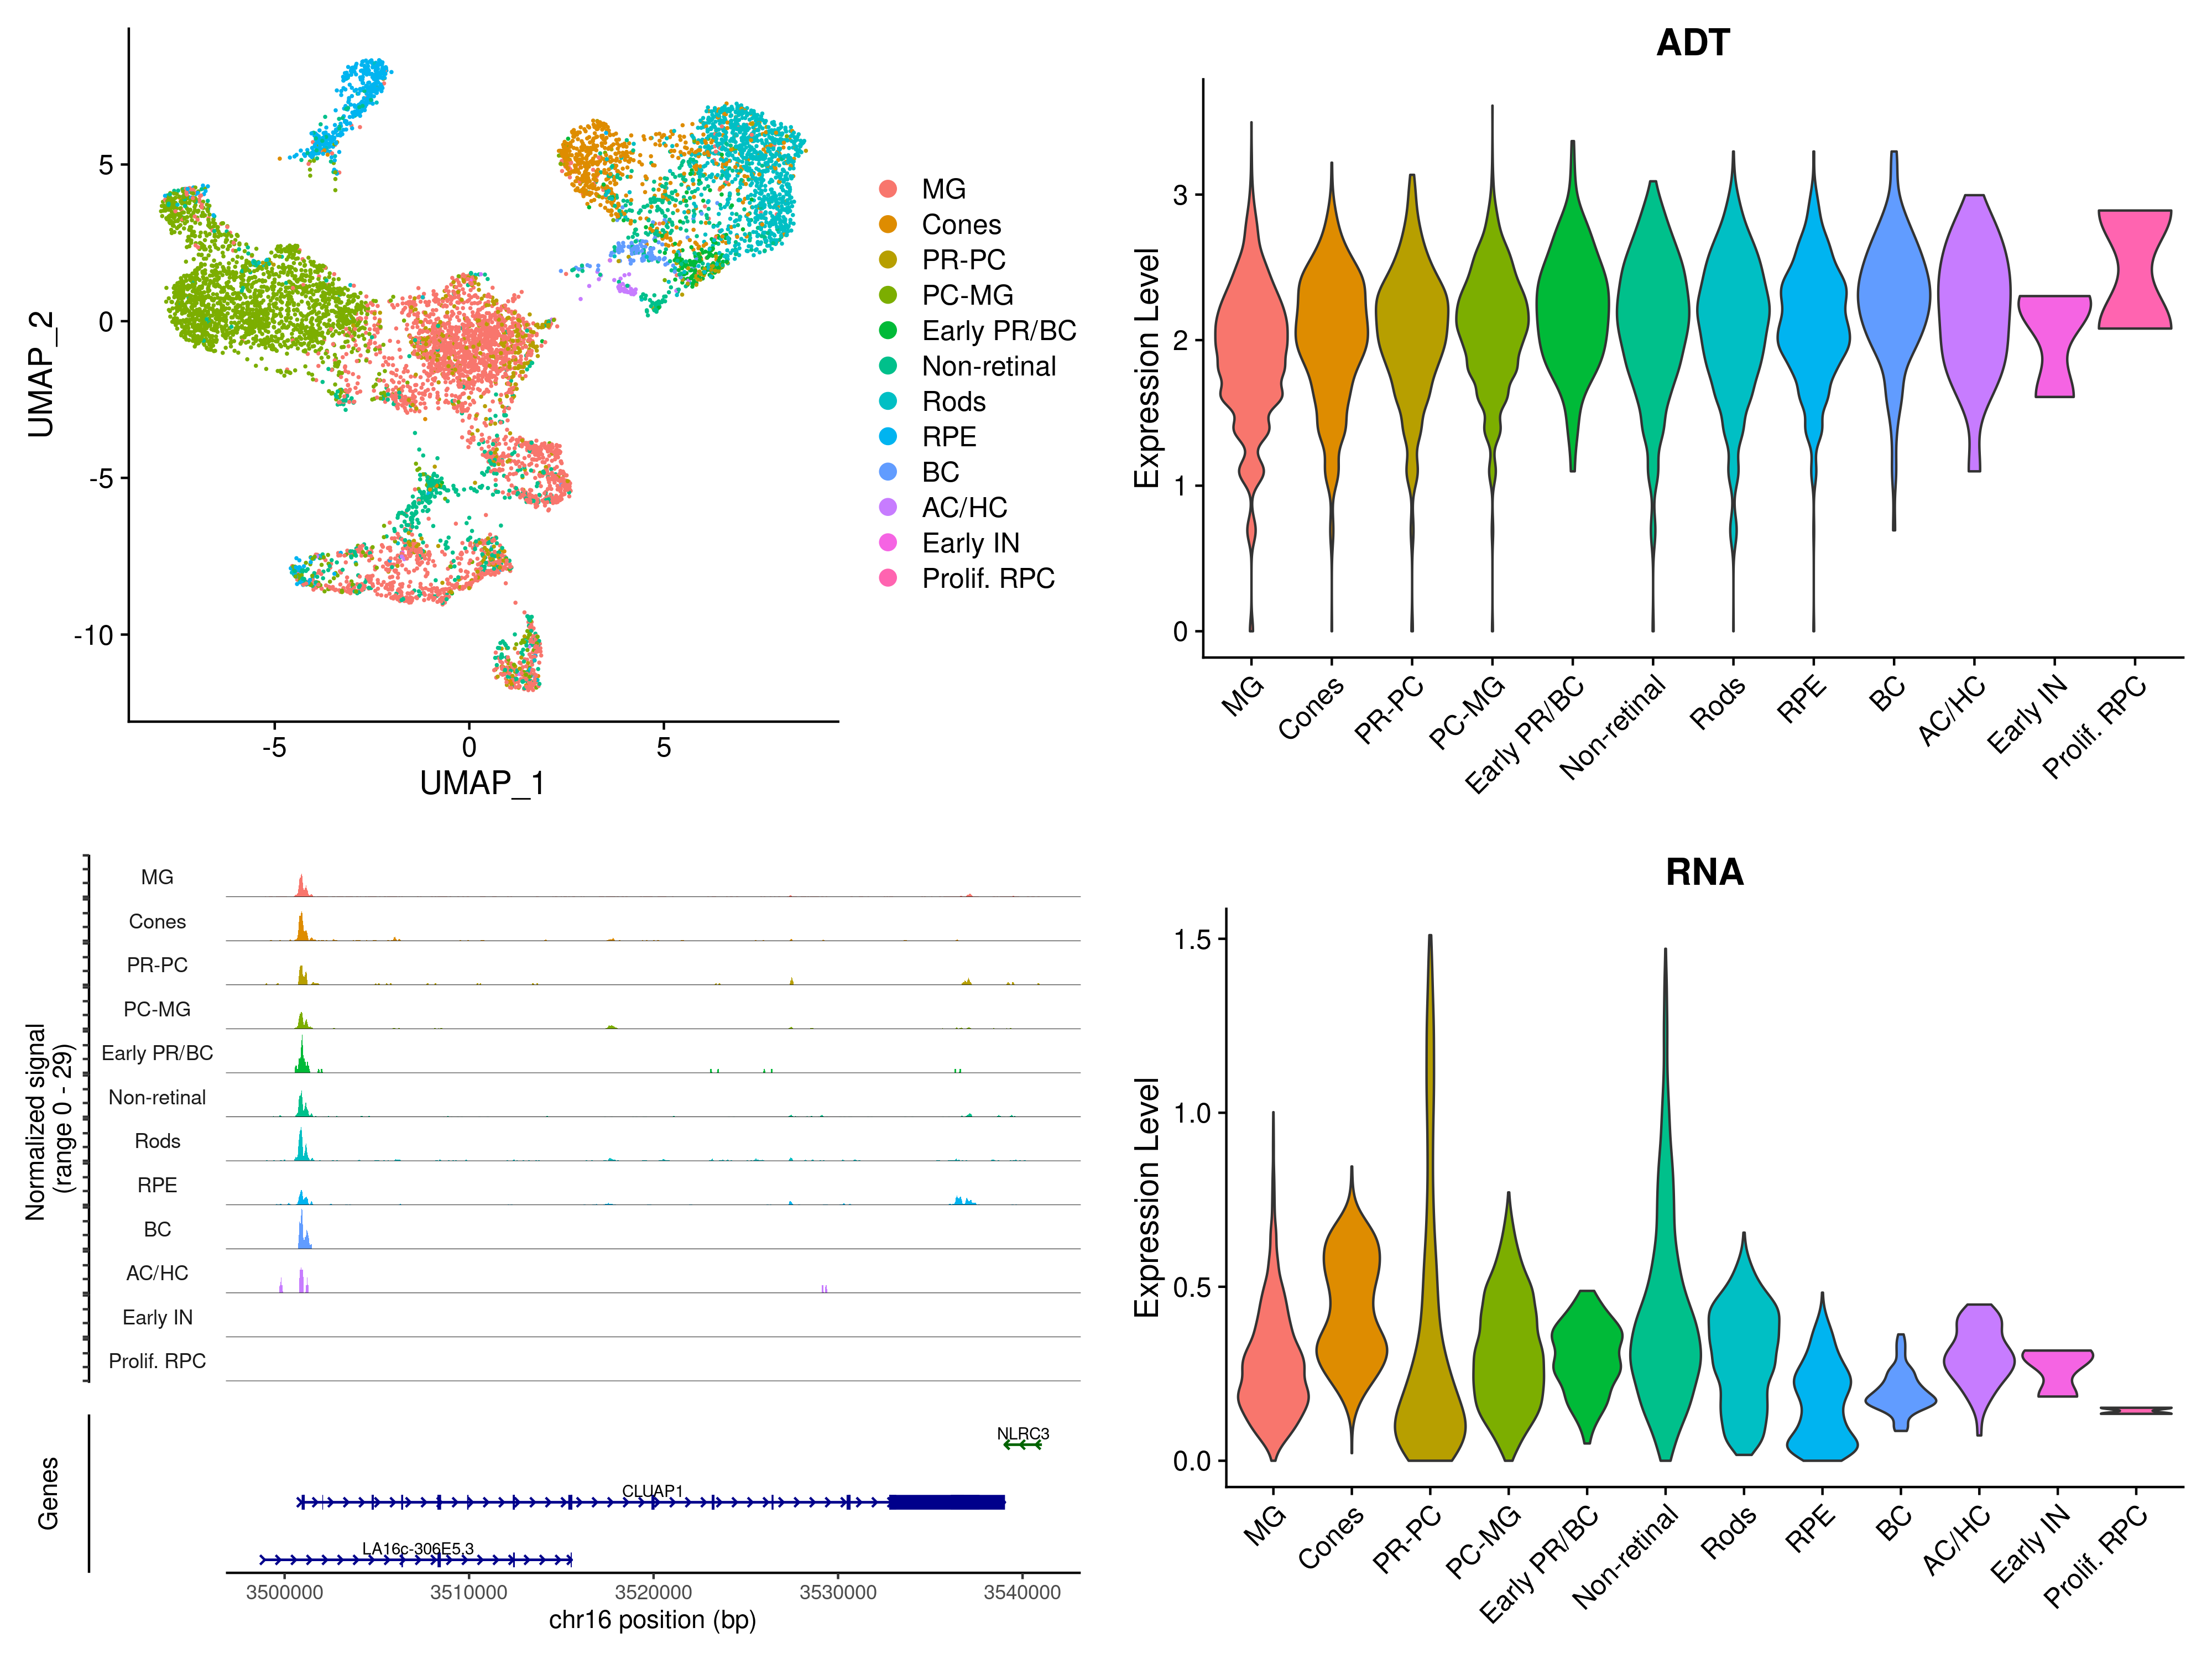 UMAP_2
5
0
-5
-10
-5
0
5
UMAP_1
MG
Cones
PR-PC
PC-MG
Early PR/BC
Non-retinal
Rods
RPE
BC
AC/HC
Early IN
Prolif. RPC
ADT
Expression Level
3
2
1
0
MG
Cones
PR-PC
PC-MG
Early PR/BC
Non-retinal
Rods
RPE
BC
AC/HC
Early IN
Prolif. RPC
Normalized signal
(range 0 - 29)
MG
Cones
PR-PC
PC-MG
Early PR/BC
Non-retinal
Rods
RPE
BC
AC/HC
Early IN
Prolif. RPC
Genes
NLRC3
CLUAP1
LA16c-306E5.3
3500000
3510000
3520000
3530000
3540000
chr16 position (bp)
RNA
Expression Level
1.5
1.0
0.5
0.0
MG
Cones
PR-PC
PC-MG
Early PR/BC
Non-retinal
Rods
RPE
BC
AC/HC
Early IN
Prolif. RPC